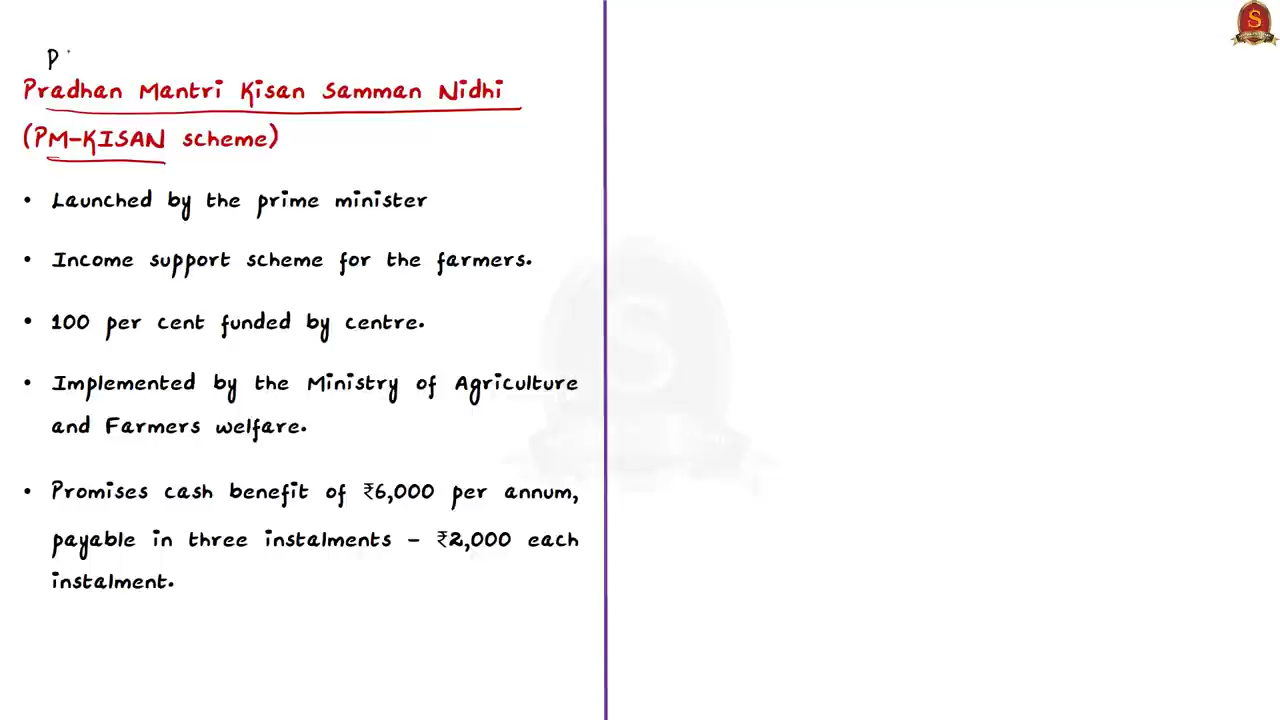 P
Pradhan Mantri Kisan Samman Nidhi
(PM-KISAN scheme)
• Launched by the prime minister
• Income support scheme for the farmers.
• 100 per cent funded by centre.
• Implemented by the Ministry of Agriculture
and Farmers welfare.
• Promises cash benefit of ₹6,000 per annum,
payable in three instalments - ₹2,000 each
instalment.
S
S